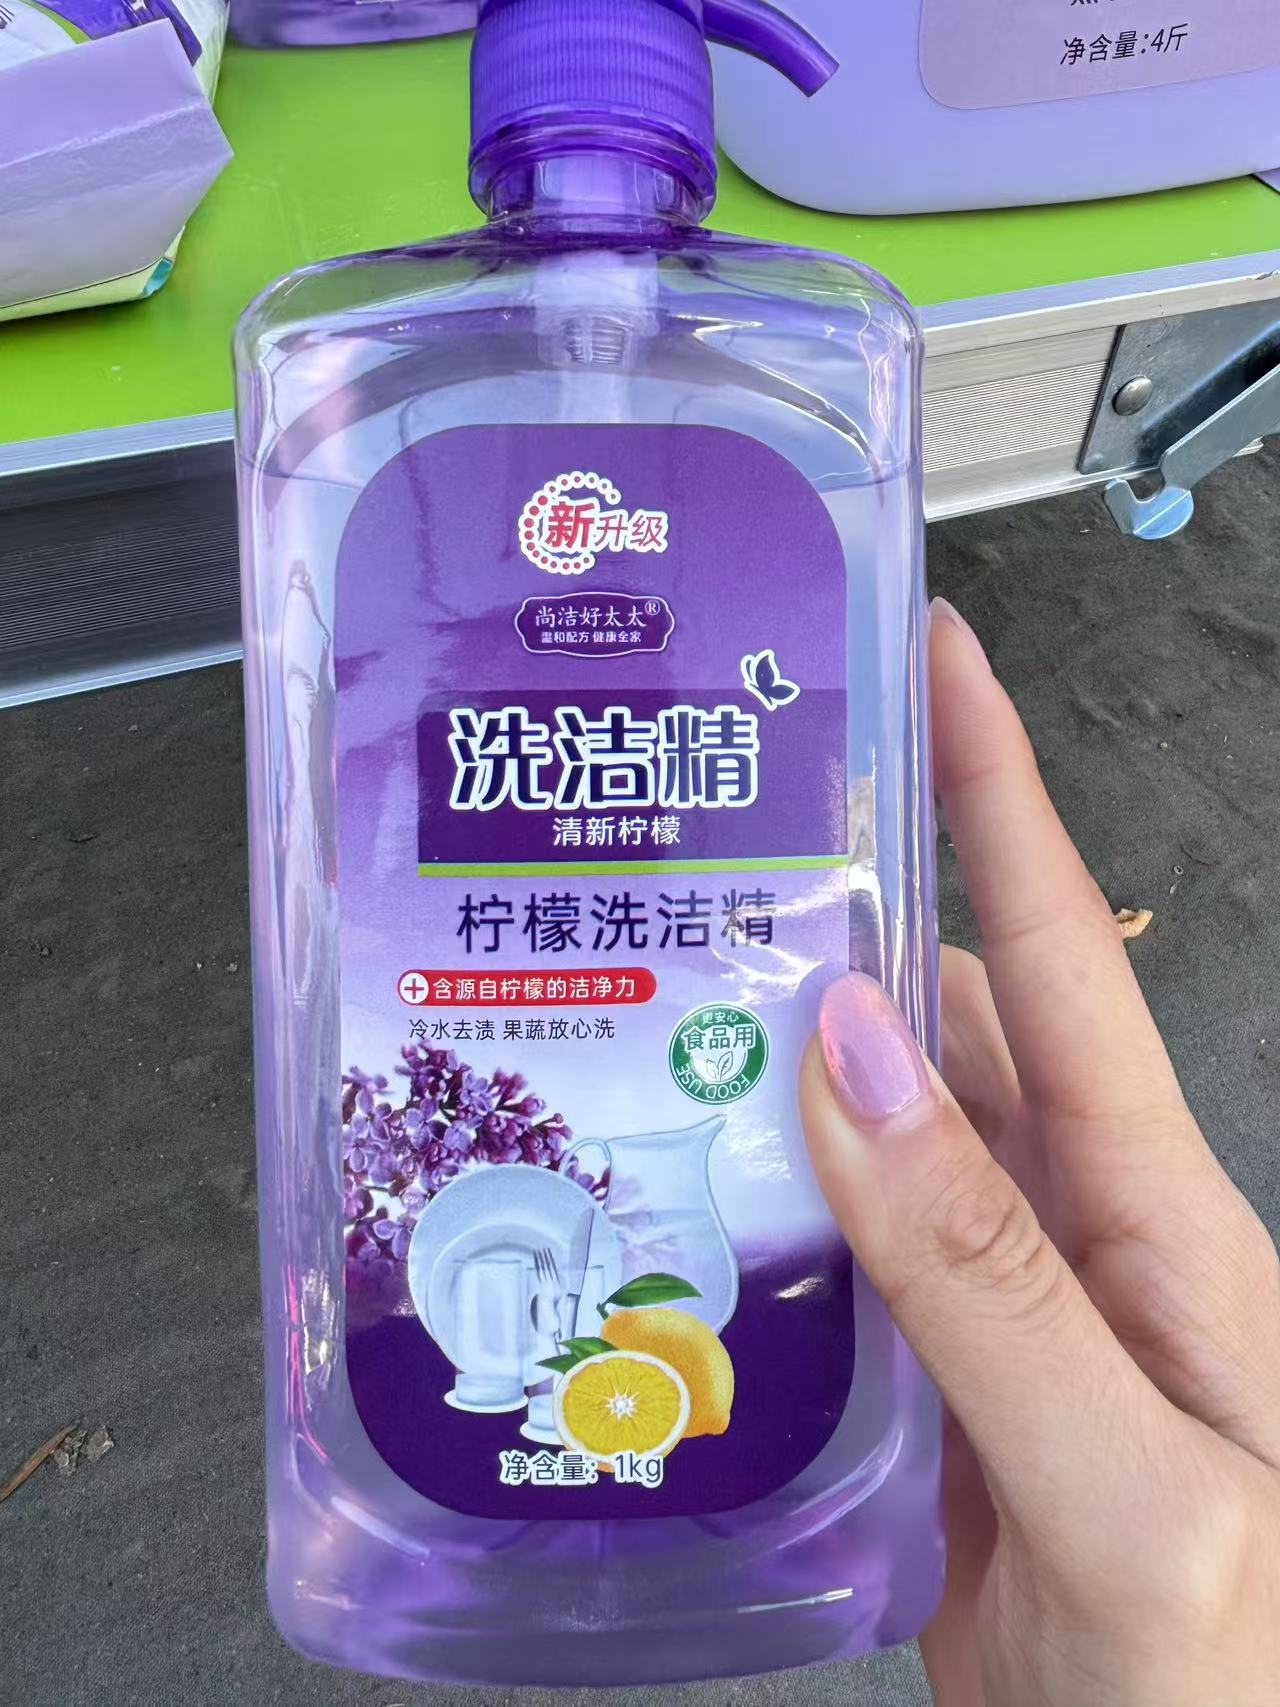 净含量:4斤
新升级
尚洁好太太®
温和配方 健康全家
洗洁精
清新柠檬
柠檬洗洁精
+含源自柠檬的洁净力
冷水去渍 果蔬放心洗
更安心
食品用
FOOD USE
净含量：1kg